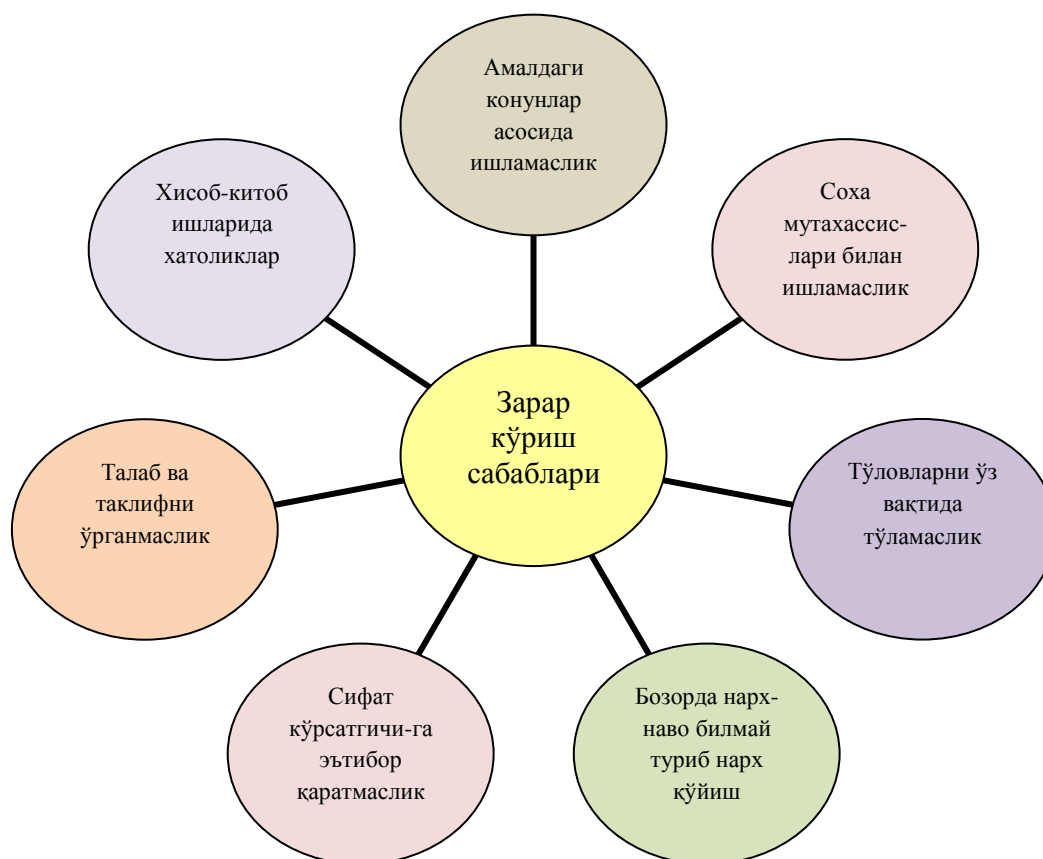 Амалдаги
конунлар
асосида
ишламаслик
Соха
мутахассис-
лари билан
ишламаслик
Тўловларни ўз
вақтида
тўламаслик
Бозорда нарх-
наво билмай
туриб нарх
қўйиш
Сифат
кўрсатгичи-га
эътибор
қаратмаслик
Талаб ва
таклифни
ўрганмаслик
Хисоб-китоб
ишларида
хатоликлар
Зарар
кўриш
сабаблари